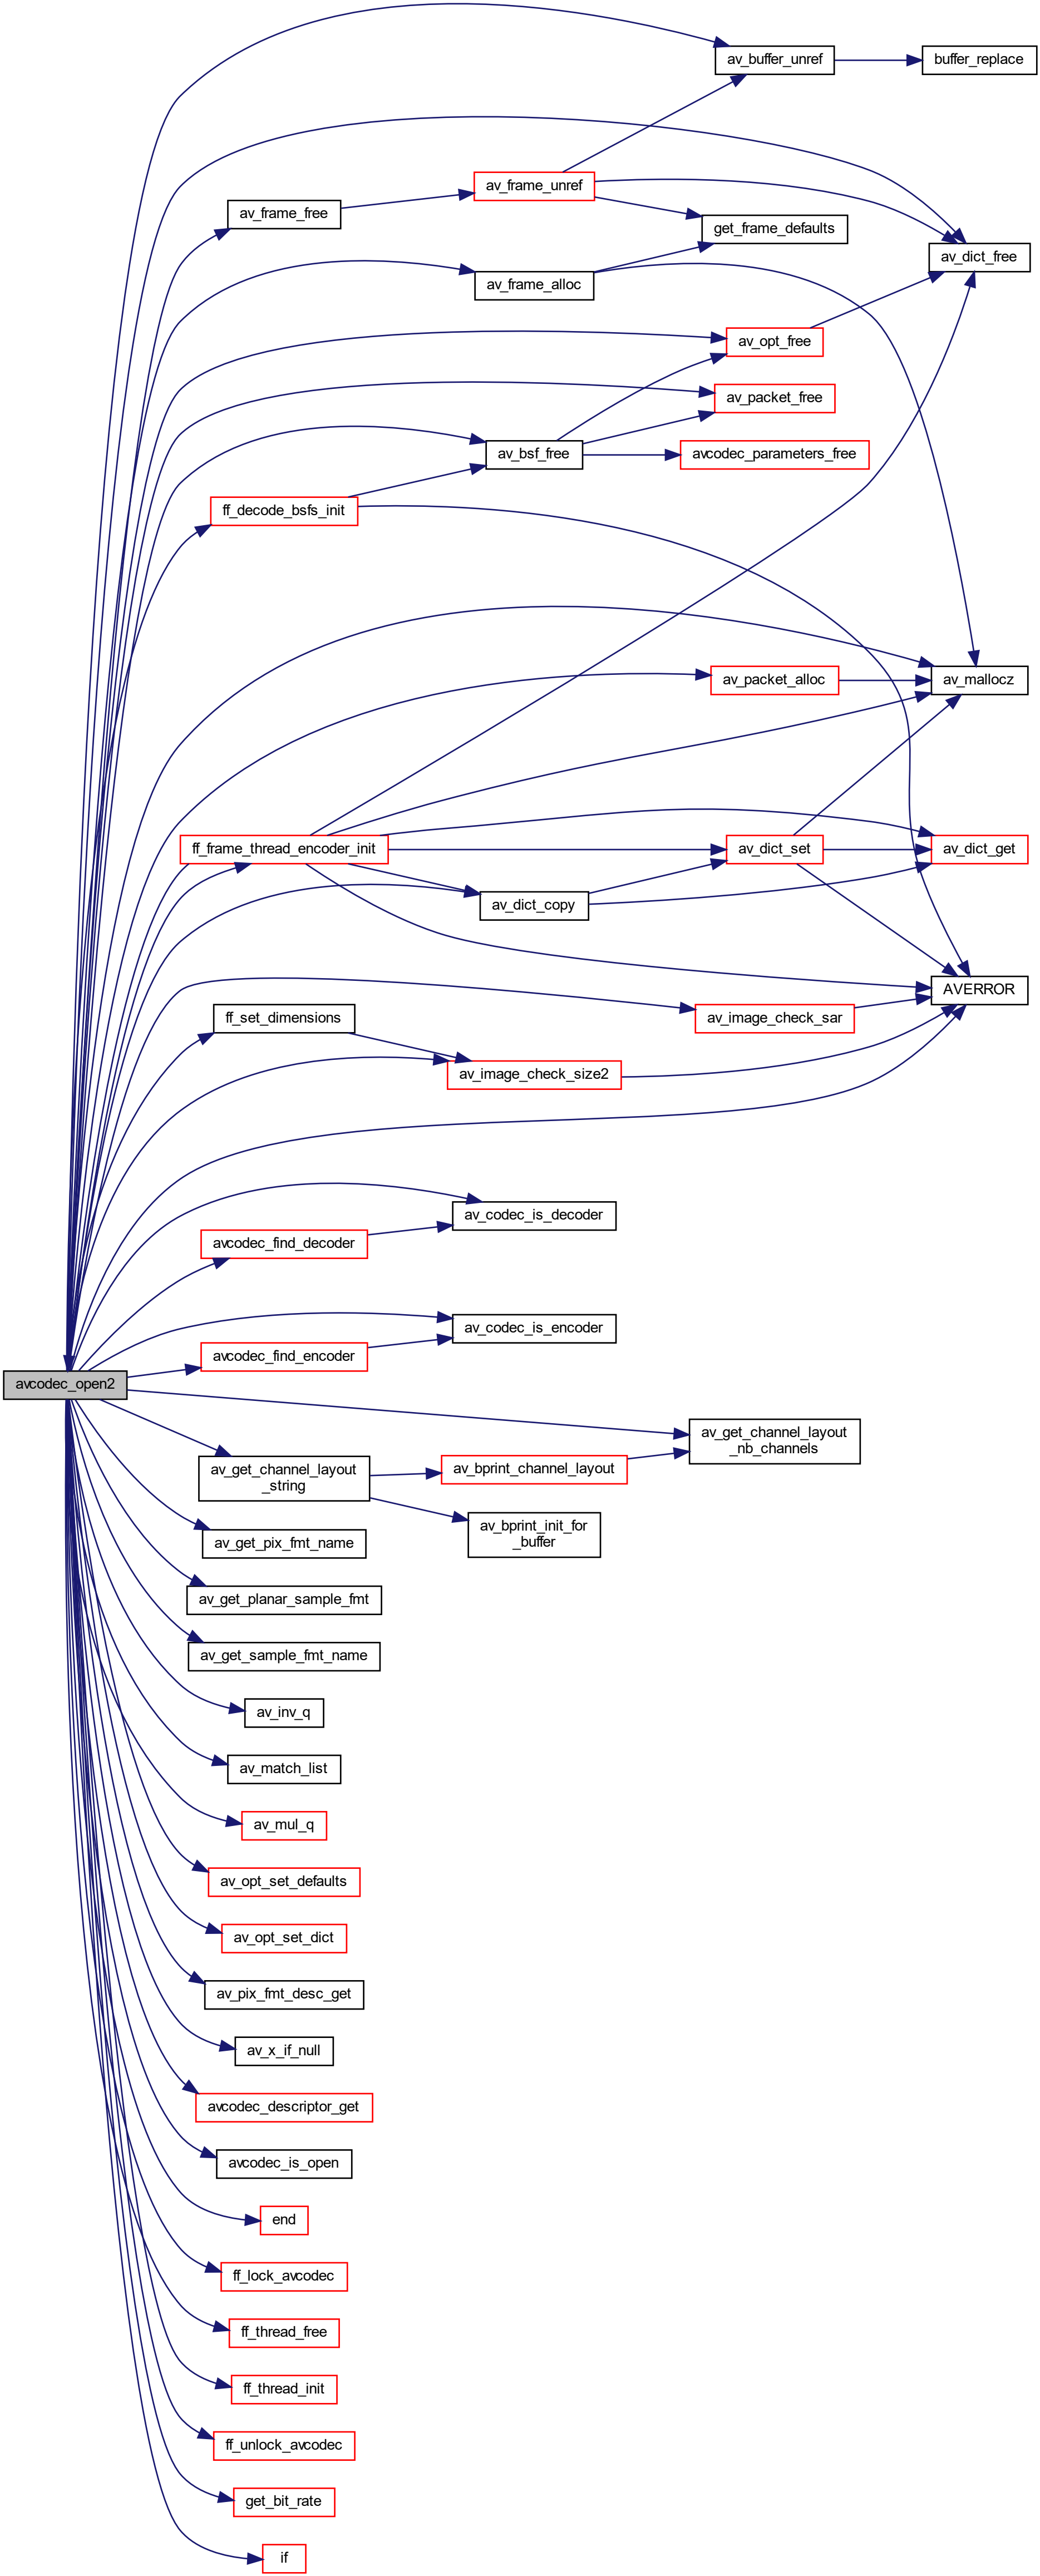 av_buffer_unref
buffer_replace
av_frame_unref
av_frame_free
get_frame_defaults
av_dict_free
av_frame_alloc
av_opt_free
av_packet_free
av_bsf_free
avcodec_parameters_free
ff_decode_bsfs_init
av_packet_alloc
av_mallocz
ff_frame_thread_encoder_init
av_dict_set
av_dict_get
av_dict_copy
AVERROR
ff_set_dimensions
av_image_check_sar
av_image_check_size2
av_codec_is_decoder
avcodec_find_decoder
av_codec_is_encoder
avcodec_find_encoder
avcodec_open2
av_get_channel_layout
_nb_channels
av_get_channel_layout
_string
av_bprint_channel_layout
av_bprint_init_for
_buffer
av_get_pix_fmt_name
av_get_planar_sample_fmt
av_get_sample_fmt_name
av_inv_q
av_match_list
av_mul_q
av_opt_set_defaults
av_opt_set_dict
av_pix_fmt_desc_get
av_x_if_null
avcodec_descriptor_get
avcodec_is_open
end
ff_lock_avcodec
ff_thread_free
ff_thread_init
ff_unlock_avcodec
get_bit_rate
if